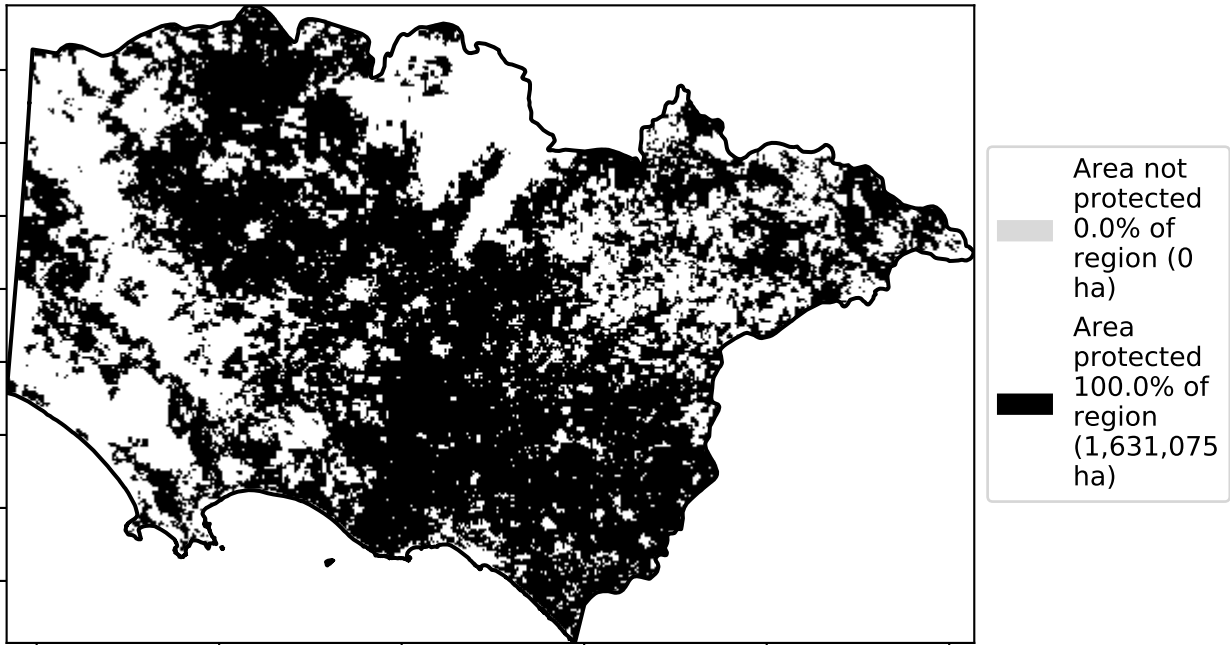 Area not
protected
0.0% of
region (0
ha)
Area
protected
100.0% of
region
(1,631,075
ha)